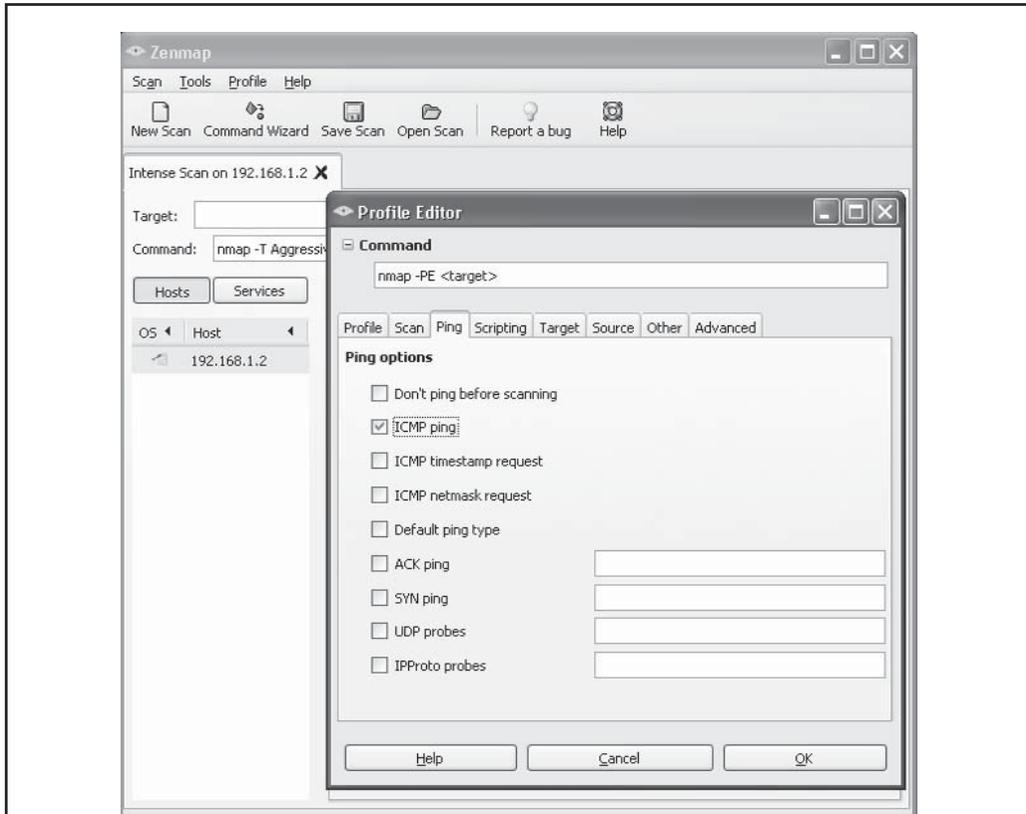 Zenmap
Scan Tools Profile Help
New Scan Command Wizard Save Scan Open Scan Report a bug Help
Intense Scan on 192.168.1.2
Target:
Command: nmap -T Aggressiv
Hosts Services
OS Host
192.168.1.2
Profile Editor
Command
nmap -PE <target>
Profile Scan Ping Scripting Target Source Other Advanced
Ping options
Don't ping before scanning
ICMP ping
ICMP timestamp request
ICMP netmask request
Default ping type
ACK ping
SYN ping
UDP probes
IPProto probes
Help Cancel OK